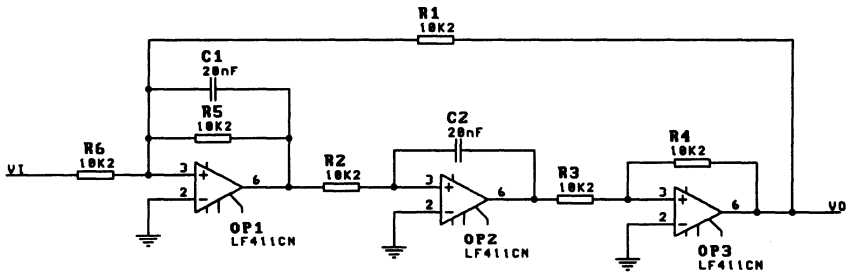 R1
10K2
C1
20nF
R5
10K2
C2
20nF
R4
10K2
R6
10K2
VI
R2
10K2
R3
10K2
3
2
6
OP1
LF411CN
3
2
6
OP2
LF411CN
3
2
6
OP3
LF411CN
VO